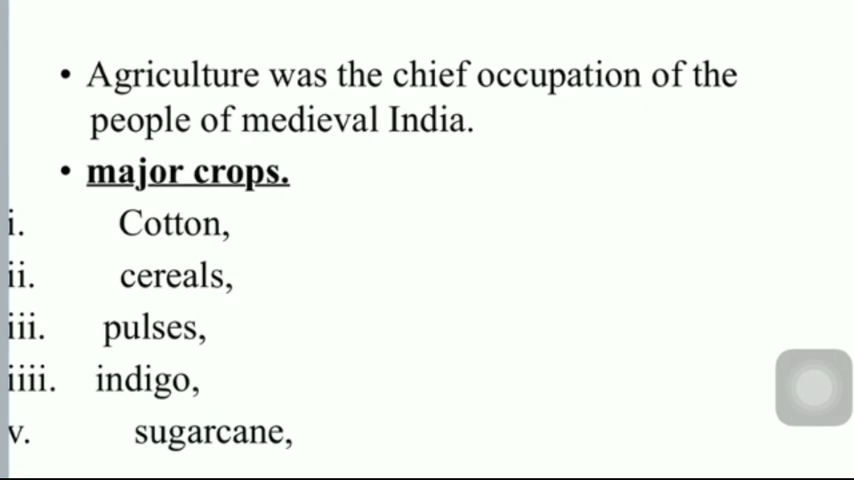 • Agriculture was the chief occupation of the
people of medieval India.
• major crops.
i. Cotton,
ii. cereals,
iii. pulses,
iiii. indigo,
v. sugarcane,